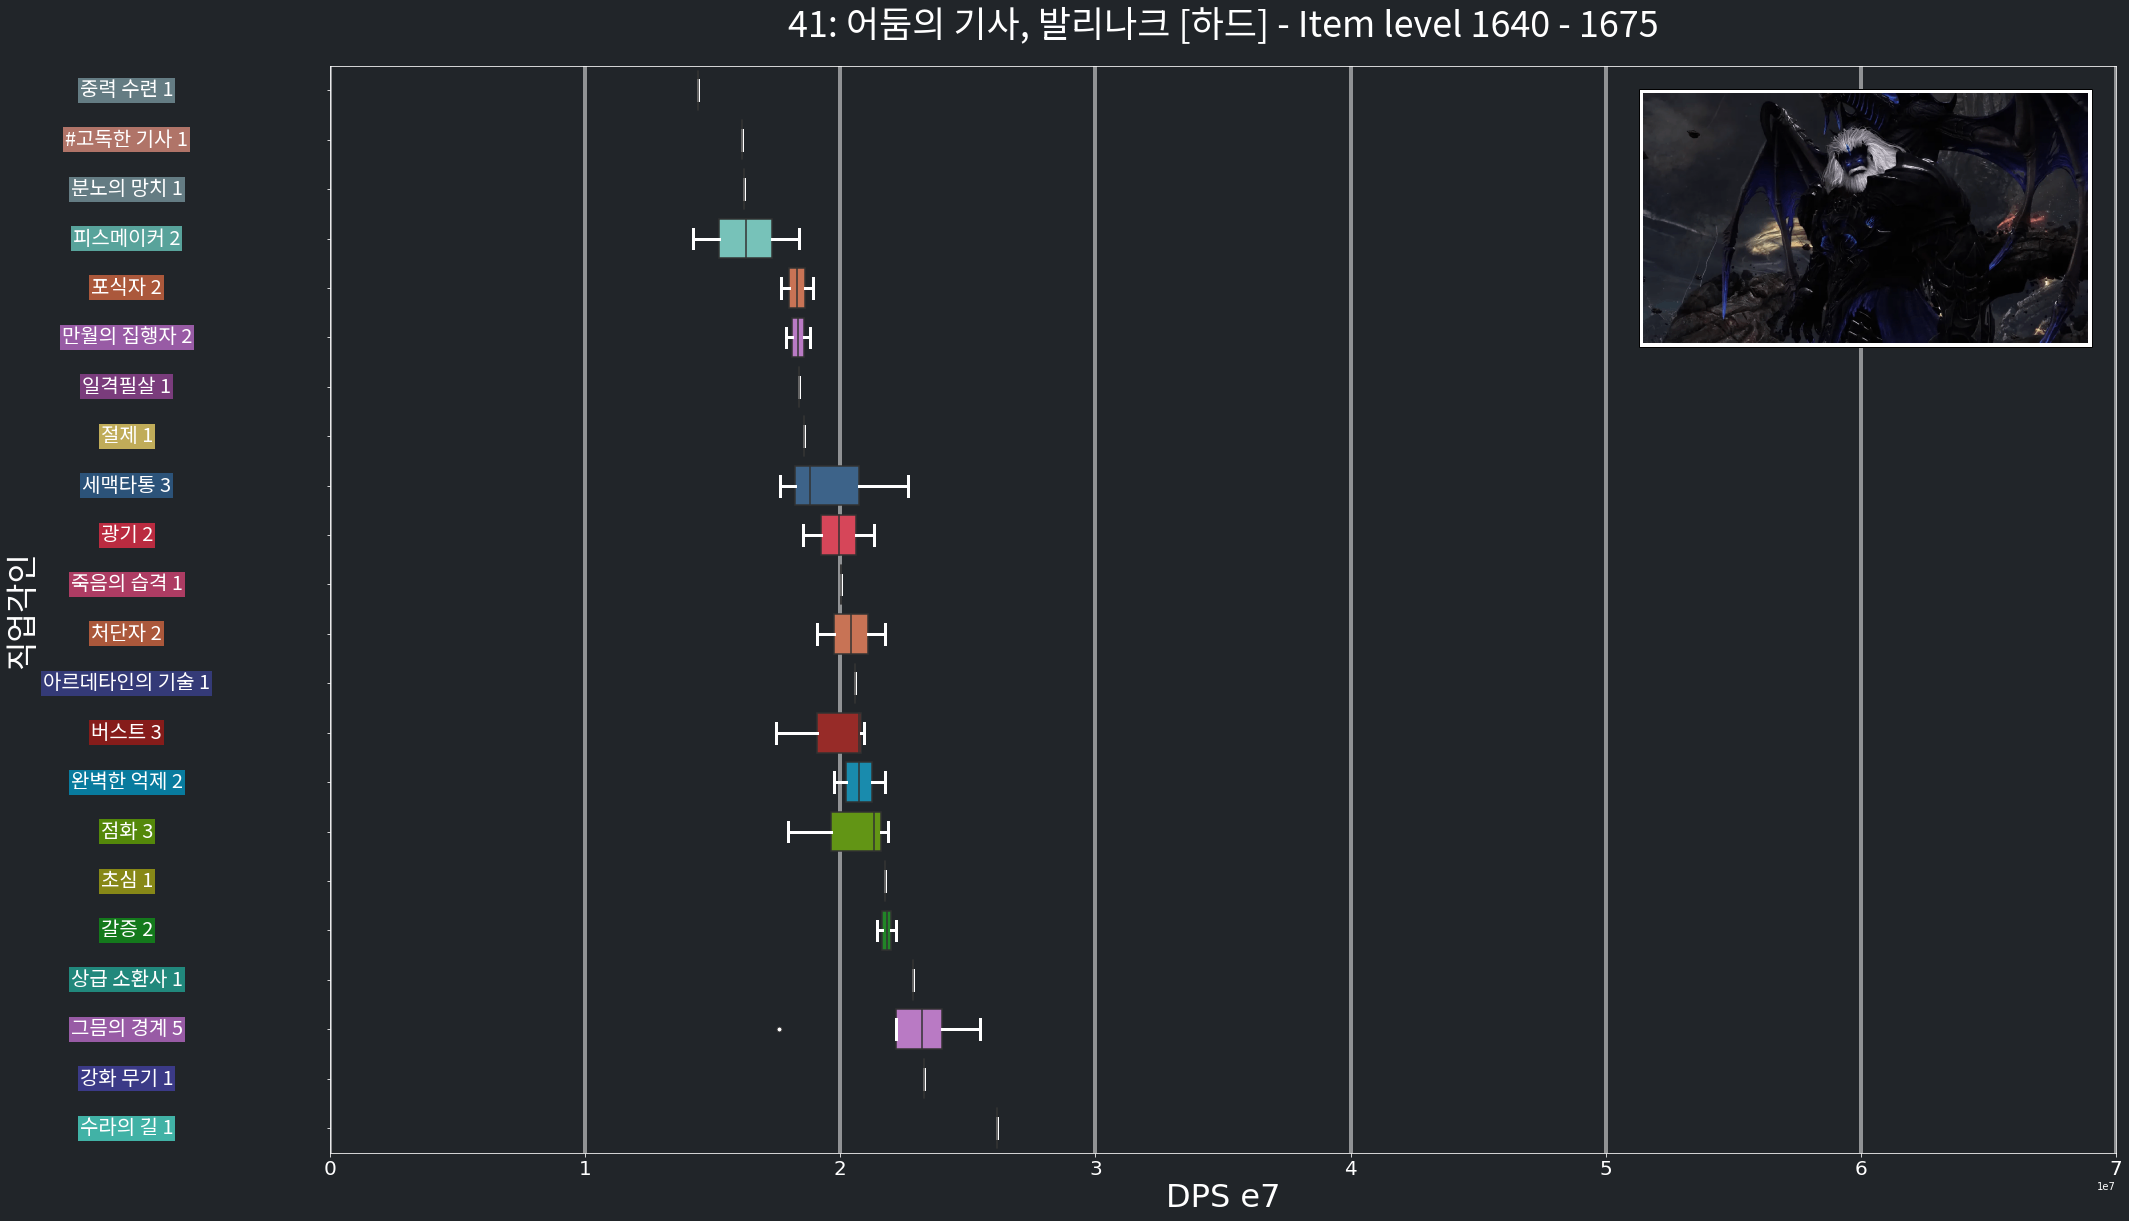 41: 어둠의 기사, 발리나크 [하드] - Item level 1640 - 1675
직업각인
중력 수련 1
#고독한 기사 1
분노의 망치 1
피스메이커 2
포식자 2
만월의 집행자 2
일격필살 1
절제 1
세맥타통 3
광기 2
죽음의 습격 1
처단자 2
아르데타인의 기술 1
버스트 3
완벽한 억제 2
점화 3
초심 1
갈증 2
상급 소환사 1
그믐의 경계 5
강화 무기 1
수라의 길 1
0 1 2 3 4 5 6 7
1e7
DPS e7